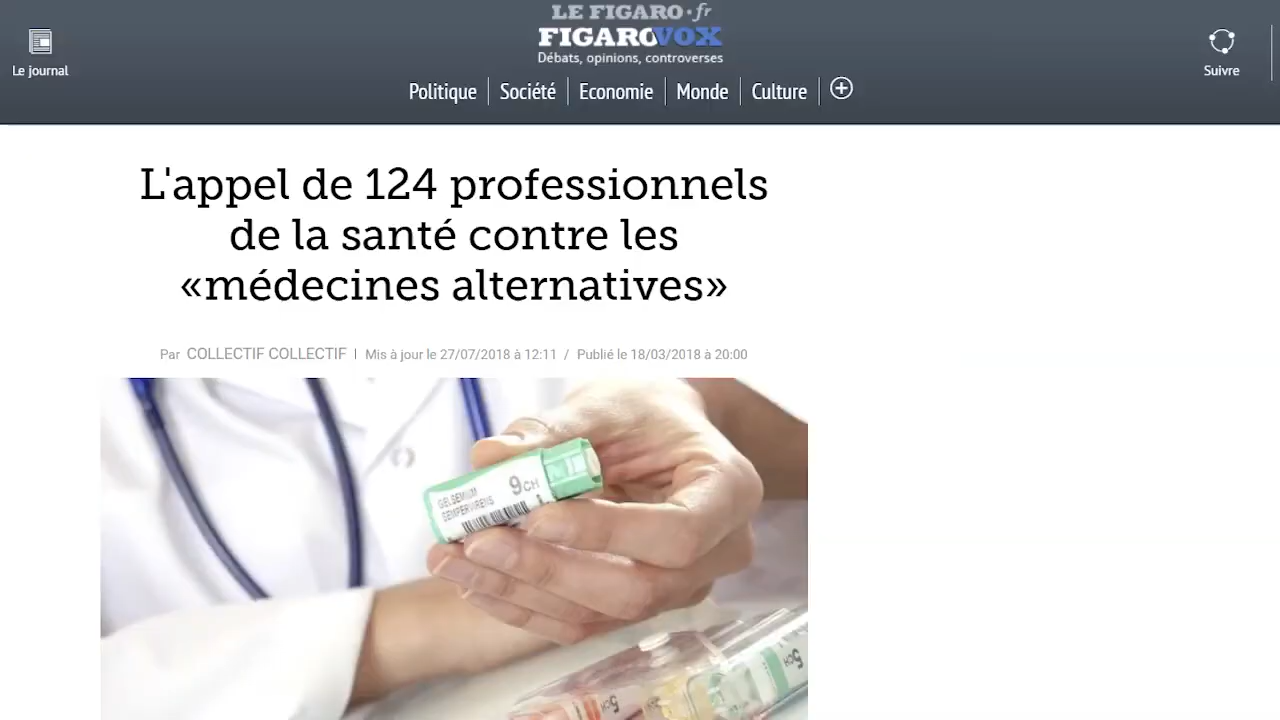 LE FIGARO·fr
FIGAROVOX
Débats, opinions, controverses
Le journal
Suivre
Politique
Société
Economie
Monde
Culture
L'appel de 124 professionnels
de la santé contre les
«médecines alternatives»
Par COLLECTIF COLLECTIF | Mis à jour le 27/07/2018 à 12:11 / Publié le 18/03/2018 à 20:00
9CH
GELSEMIUM
SEMPERVIRENS
5CH
5CH